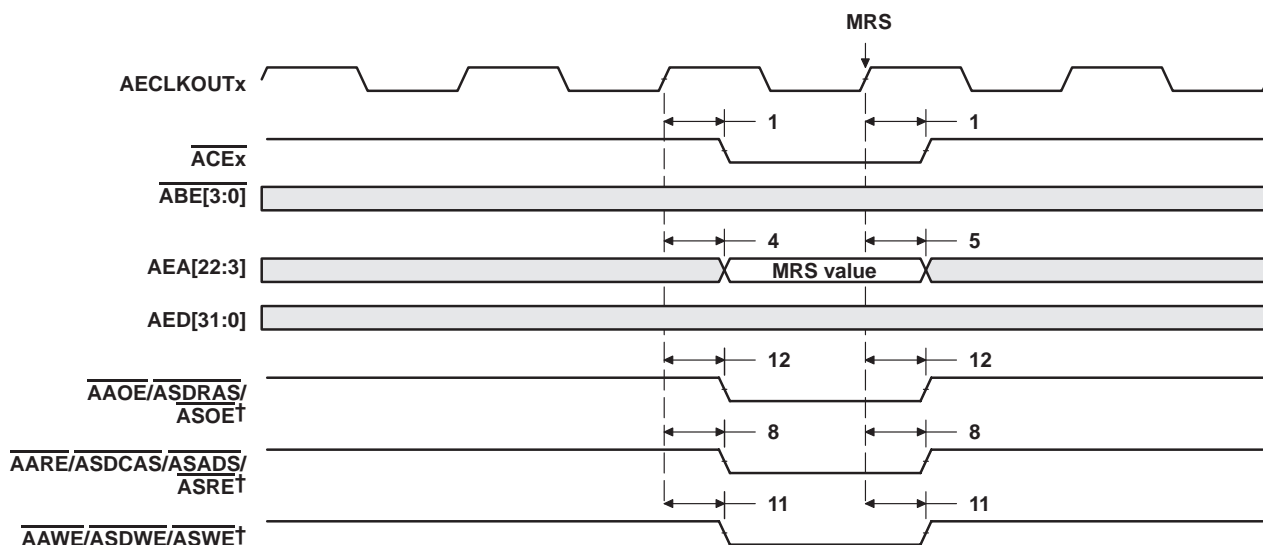 MRS
AECLKOUTx
1 1
ACEx
ABE[3:0]
4 5
AEA[22:3] MRS value
AED[31:0]
12 12
AAOE/ASDRAS/
ASOE†
8 8
AARE/ASDCAS/ASADS/
ASRE†
11 11
AAWE/ASDWE/ASWE†